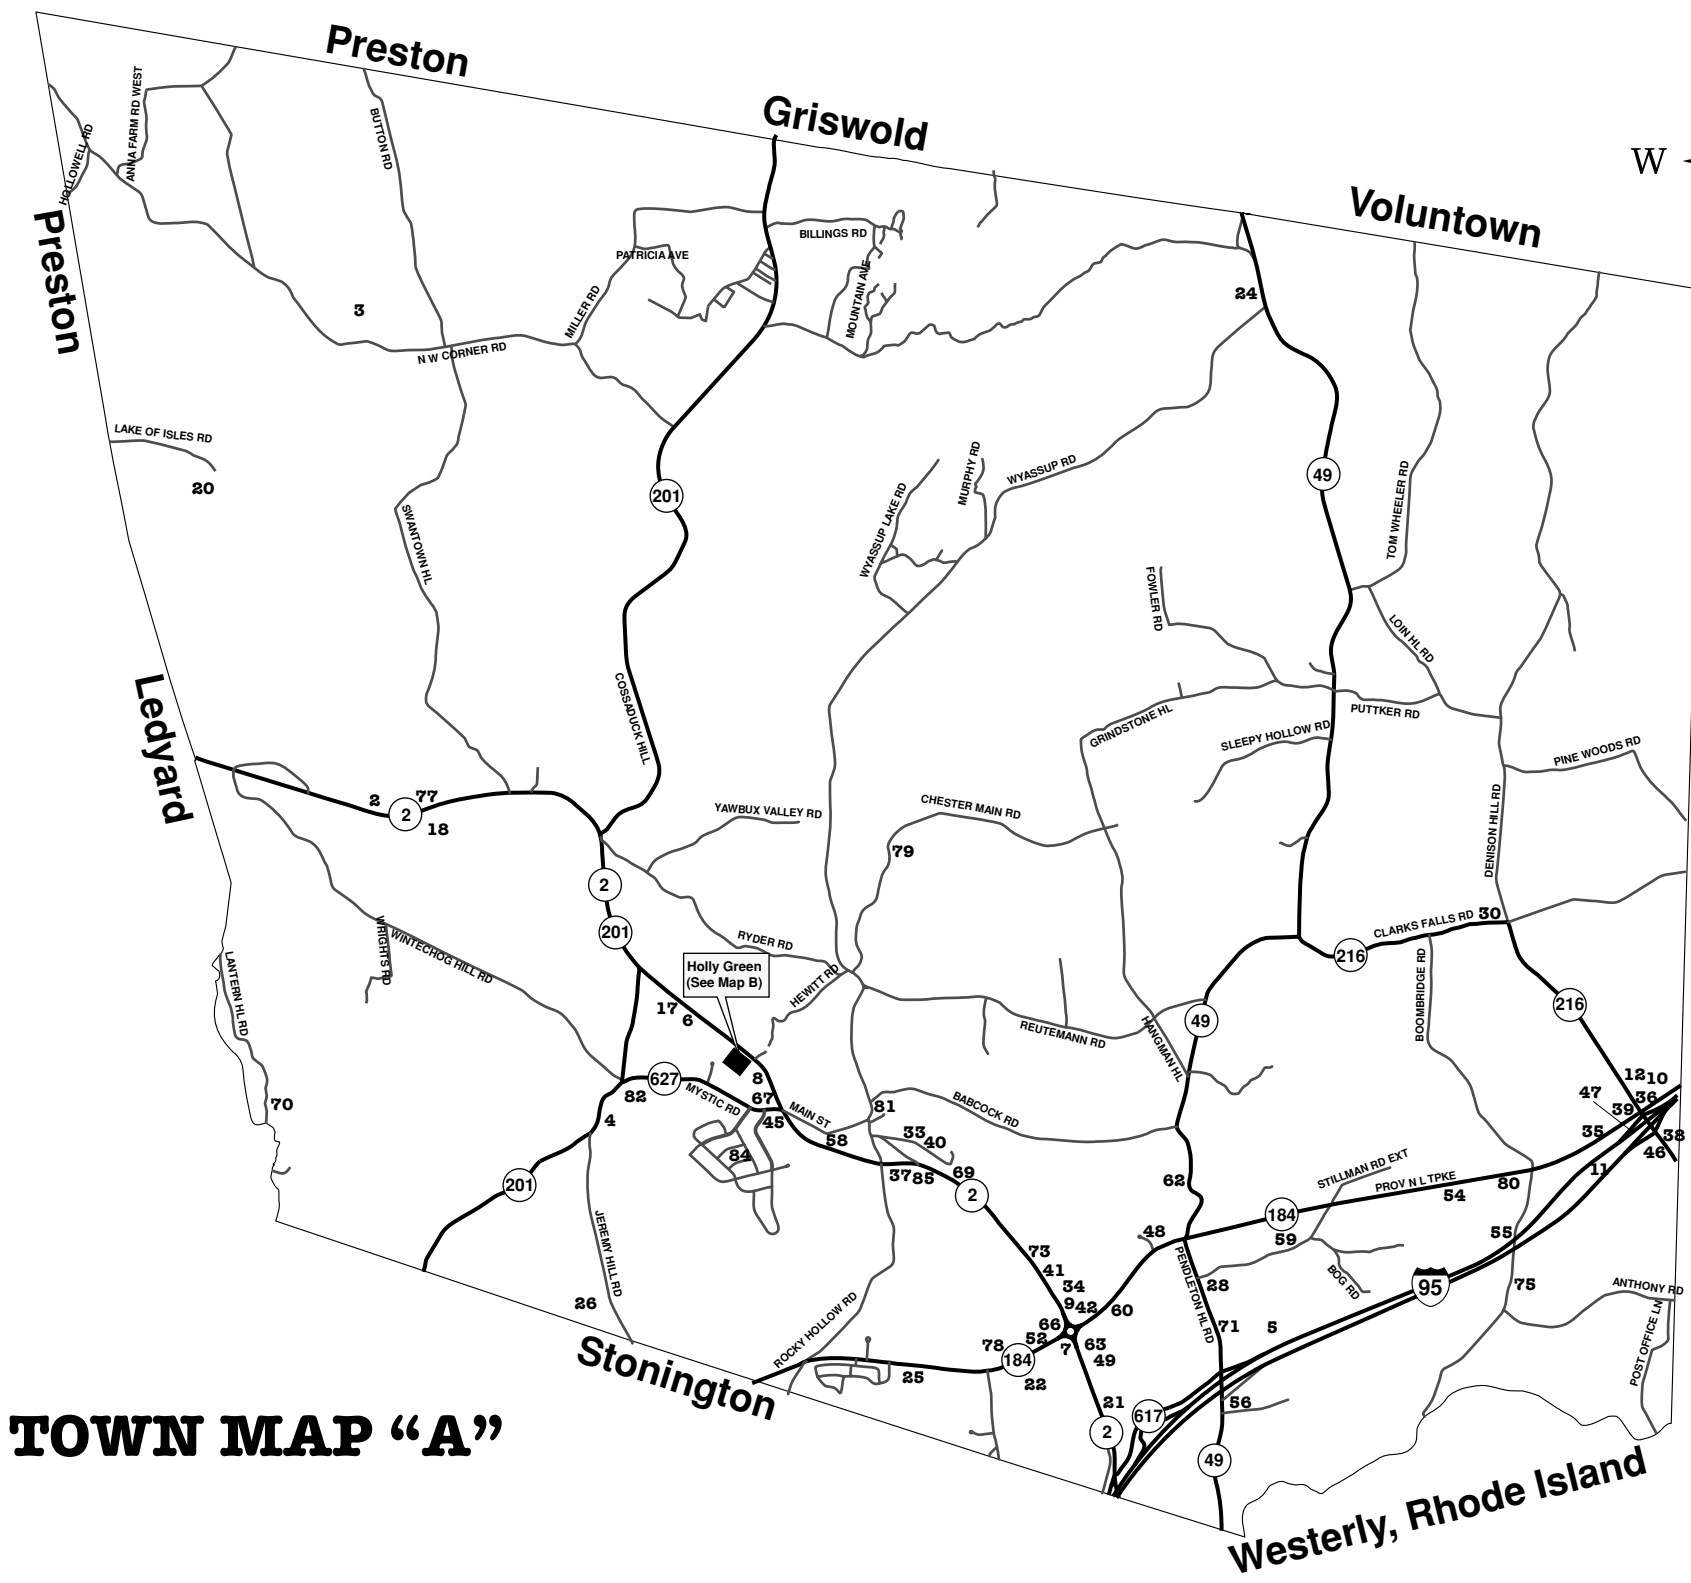 Preston
Griswold
Voluntown
W
Preston
HOLLOWELL RD
ANNA FARM RD WEST
BUTTON RD
BILLINGS RD
PATRICIA AVE
MOUNTAIN AVE
MILLER RD
3
24
N W CORNER RD
LAKE OF ISLES RD
20
201
49
WYASSUP RD
MURPHY RD
WYASSUP LAKE RD
TOM WHEELER RD
SWANTOWN HL
FOWLER RD
LOIN HL RD
Ledyard
COSSADUCK HILL
GRINDSTONE HL
PUTTKER RD
SLEEPY HOLLOW RD
PINE WOODS RD
2
2
77
18
YAWBUX VALLEY RD
CHESTER MAIN RD
79
DENISON HILL RD
2
201
WRIGHTS RD
WINTECHOG HILL RD
LANTERN HL RD
RYDER RD
Holly Green
(See Map B)
HEWITT RD
CLARKS FALLS RD
30
216
BOOMBRIDGE RD
216
17
6
REUTEMANN RD
HANGMAN HL
49
627
82
MYSTIC RD
8
67
45
MAIN ST
58
81
BABCOCK RD
70
4
84
33
40
37
85
69
2
201
62
12
10
47
36
39
35
38
46
11
STILLMAN RD EXT
PROV N L TPKE
54
80
184
59
48
55
JEREMY HILL RD
73
41
34
9
42
60
PENDLETON HL RD
28
BOG RD
95
75
ANTHONY RD
POST OFFICE LN
26
ROCKY HOLLOW RD
66
52
78
7
63
49
184
22
25
71
5
Stonington
21
617
56
2
49
TOWN MAP “A”
Westerly, Rhode Island